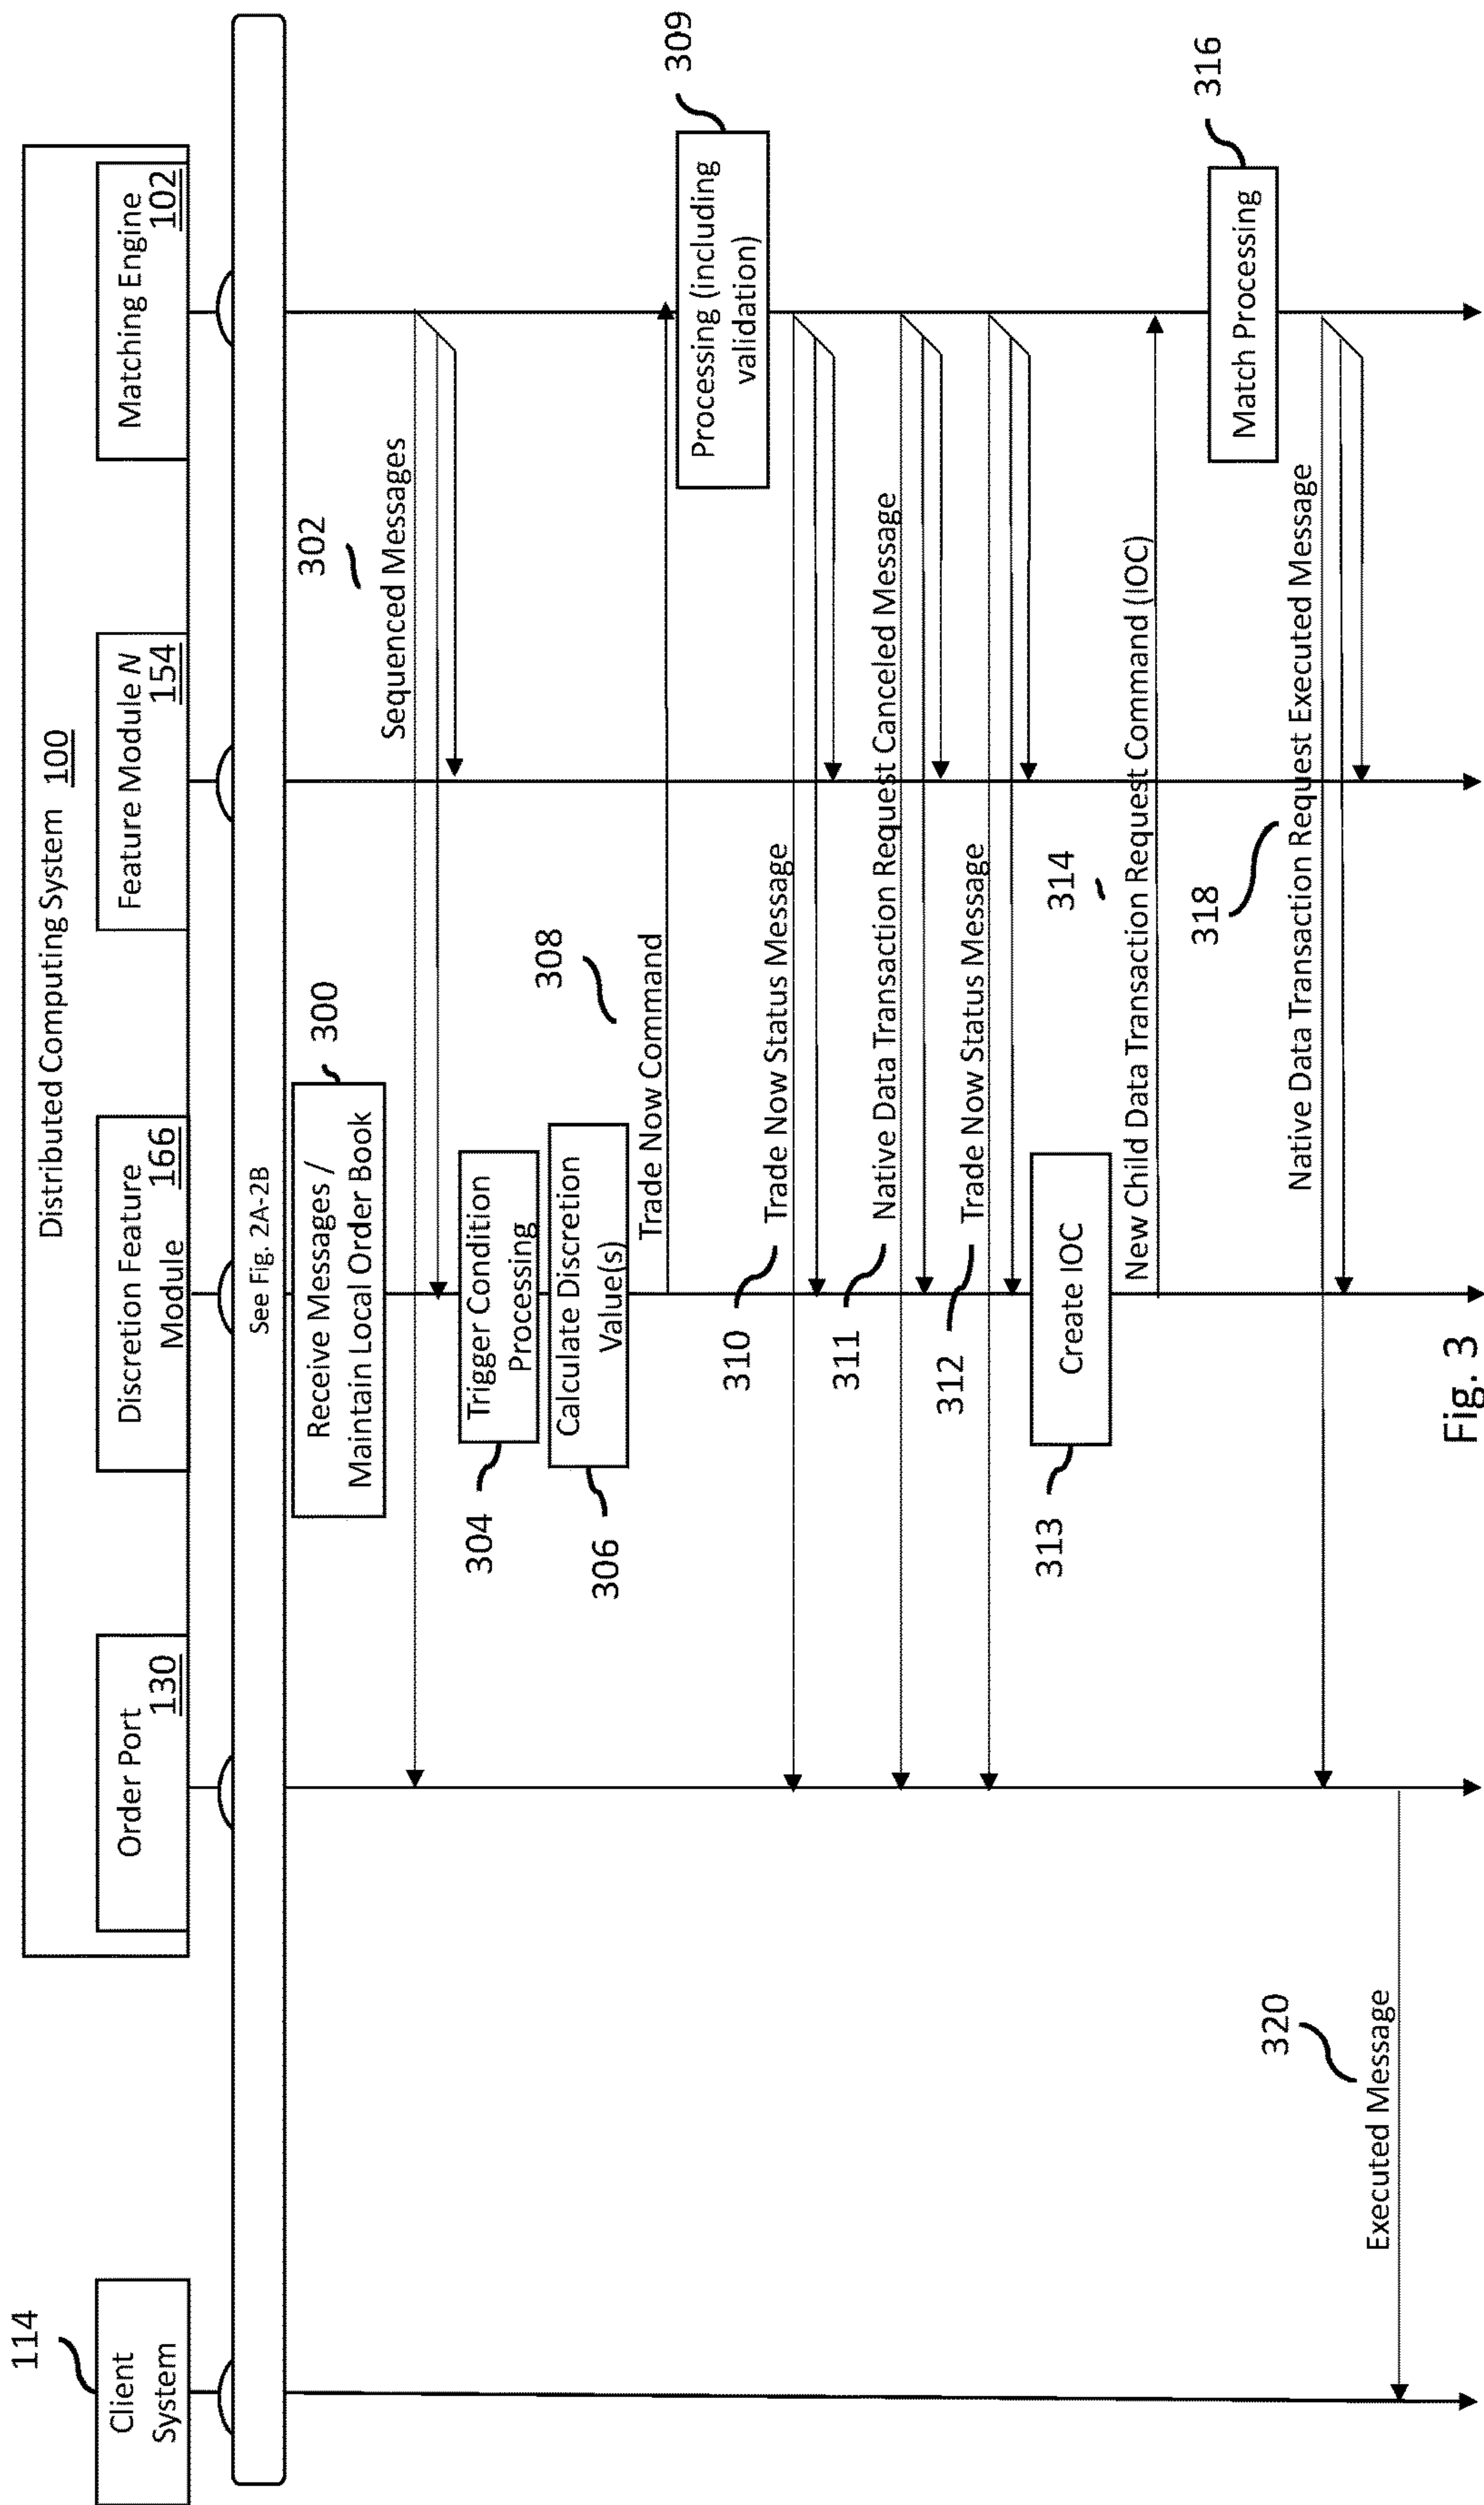 Distributed Computing System 100
114
Client
System
Order Port
130
Discretion Feature
Module 166
Feature Module N
154
Matching Engine
102
See Fig. 2A-2B
Receive Messages /
Maintain Local Order Book
300
302
Sequenced Messages
Trigger Condition
Processing
304
Calculate Discretion
Value(s)
306
308
Trade Now Command
Processing (including
validation)
309
310
Trade Now Status Message
311
Native Data Transaction Request Canceled Message
312
Trade Now Status Message
Create IOC
313
314
New Child Data Transaction Request Command (IOC)
Match Processing
316
318
Native Data Transaction Request Executed Message
320
Executed Message
Fig. 3